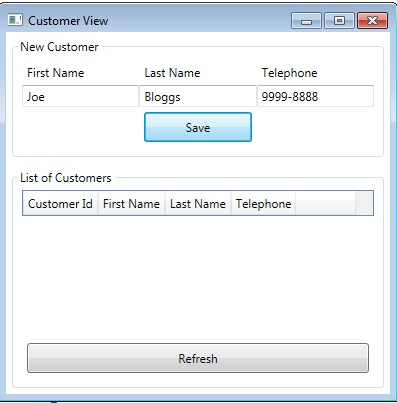 Customer View
New Customer
First Name Last Name Telephone
Joe Bloggs 9999-8888
Save
List of Customers
Customer Id First Name Last Name Telephone
Refresh